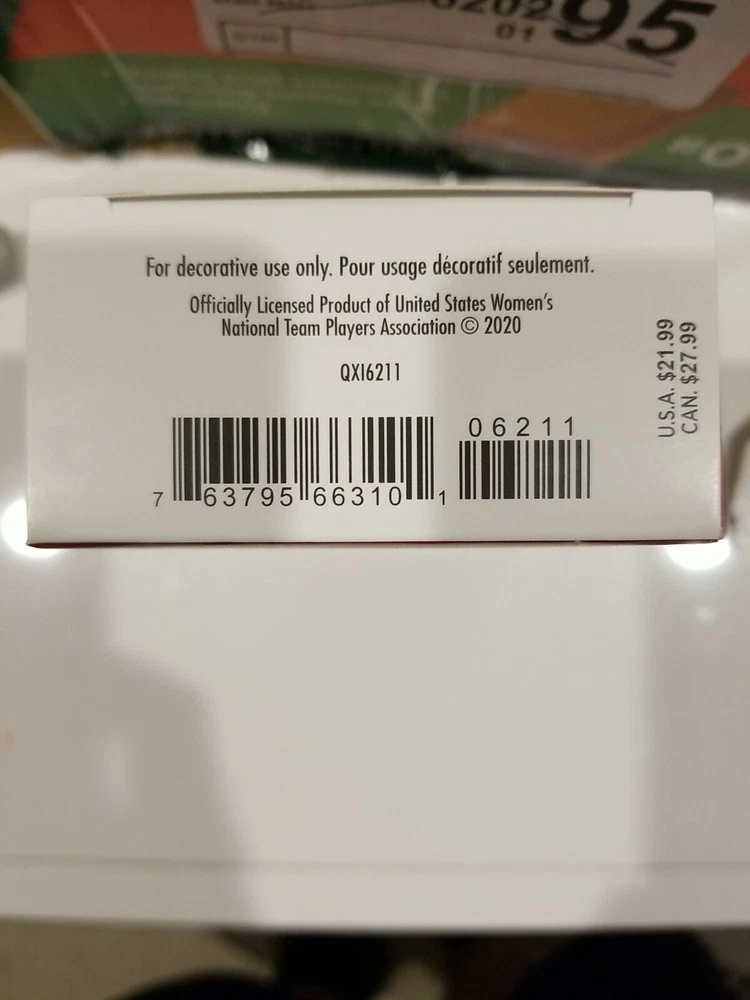 95
01
For decorative use only. Pour usage décoratif seulement.
Officially Licensed Product of United States Women's
National Team Players Association © 2020
QXI6211
U.S.A. $21.99
CAN. $27.99
06211
7 63795 66310 1